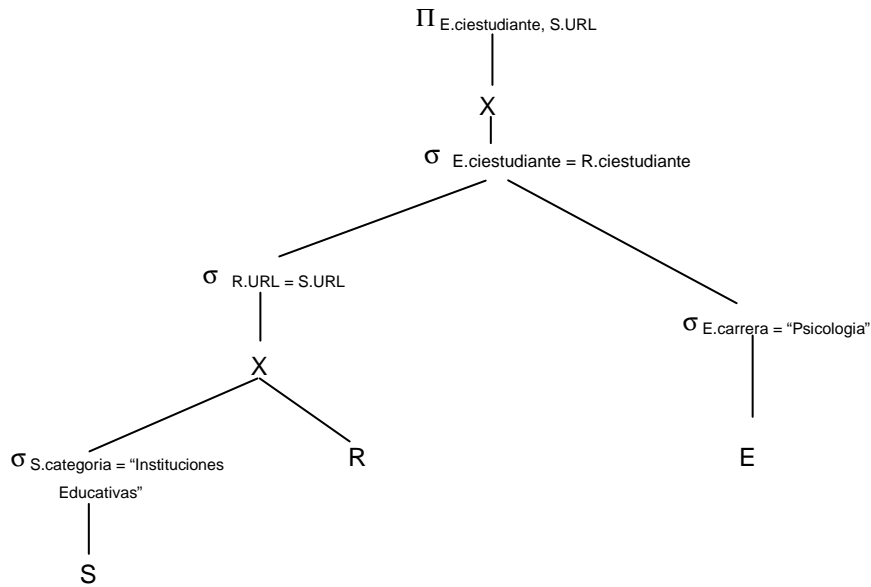 Π E.ciestudiante, S.URL
X
σ E.ciestudiante = R.ciestudiante
σ R.URL = S.URL
σ E.carrera = “Psicologia”
X
σ S.categoria = “Instituciones
Educativas”
R
E
S